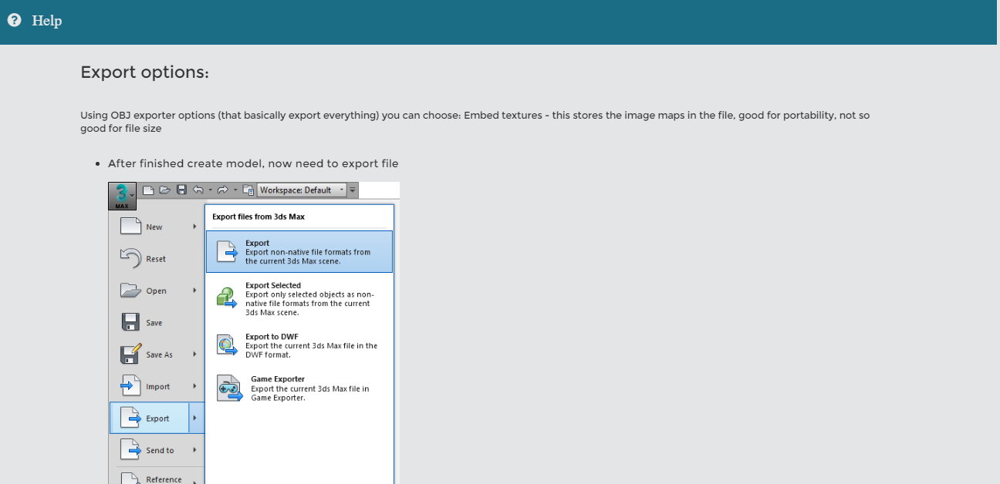 Help
Export options:
Using OBJ exporter options (that basically export everything) you can choose: Embed textures - this stores the image maps in the file, good for portability, not so
good for file size
After finished create model, now need to export file
3
MAX
Workspace: Default
Export files from 3ds Max
New
Reset
Open
Save
Save As
Import
Export
Send to
Reference
Export
Export non-native file formats from
the current 3ds Max scene.
Export Selected
Export only selected objects as non-
native file formats from the current
3ds Max scene.
Export to DWF
Export the current 3ds Max file in the
DWF format.
Game Exporter
Export the current 3ds Max file in
Game Exporter.